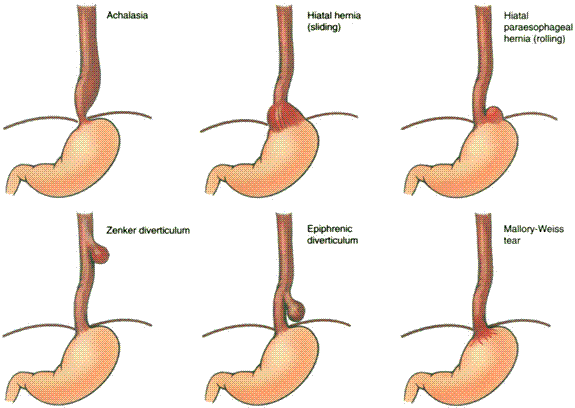 Achalasia
Hiatal hernia
(sliding)
Hiatal
paraesophageal
hernia (rolling)
Zenker diverticulum
Epiphrenic
diverticulum
Mallory-Weiss
tear